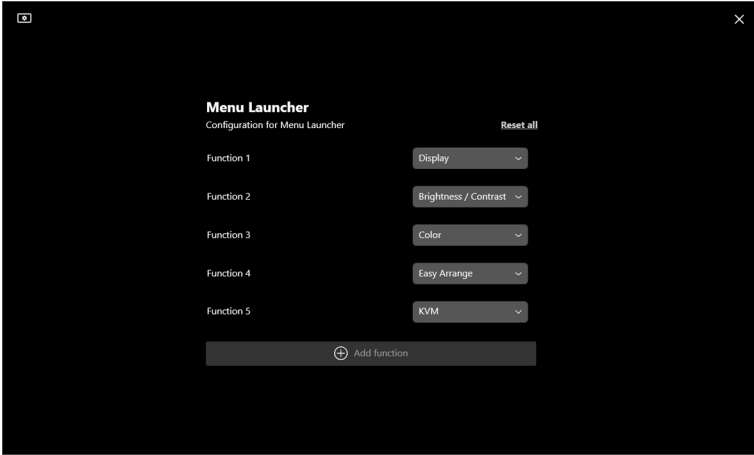 Menu Launcher
Configuration for Menu Launcher Reset all
Function 1 Display
Function 2 Brightness / Contrast
Function 3 Color
Function 4 Easy Arrange
Function 5 KVM
Add function